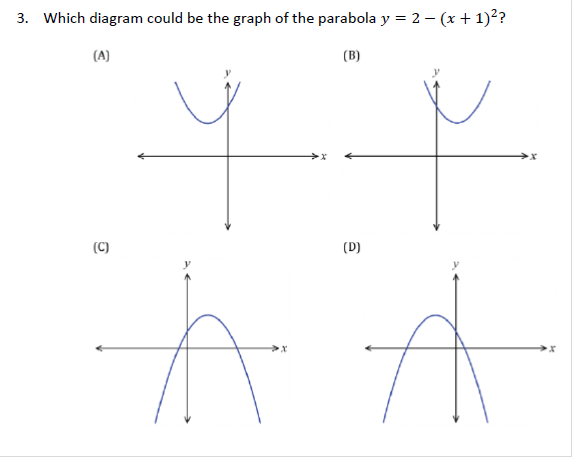 3. Which diagram could be the graph of the parabola y = 2 – (x + 1)²?
(A) (B)
y y
x x
(C) (D)
y y
x x